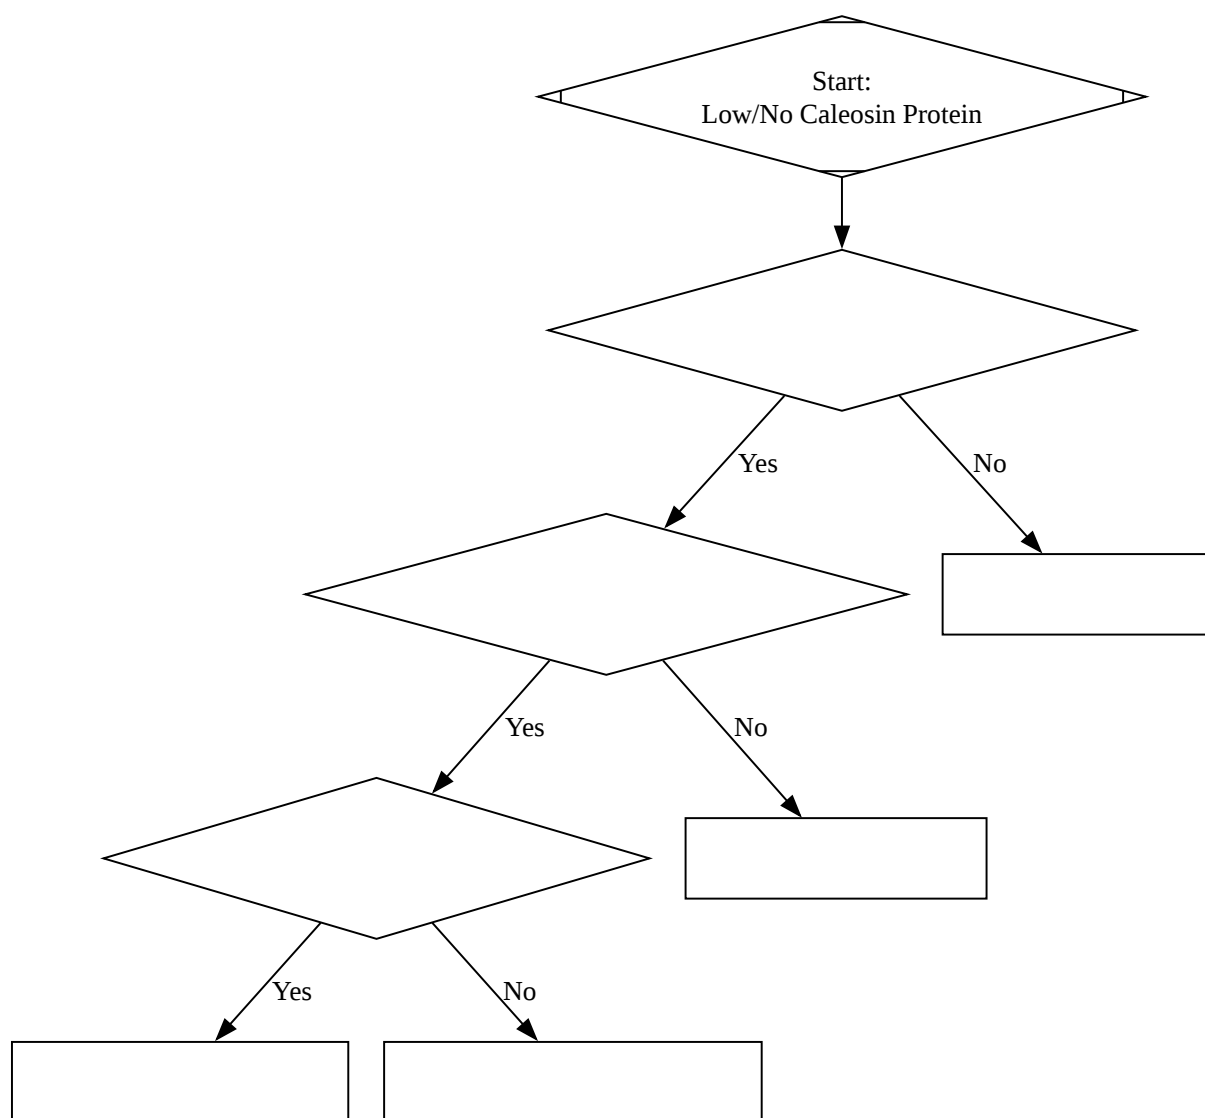 Start:
Low/No Caleosin Protein
Yes
No
Yes
No
Yes
No